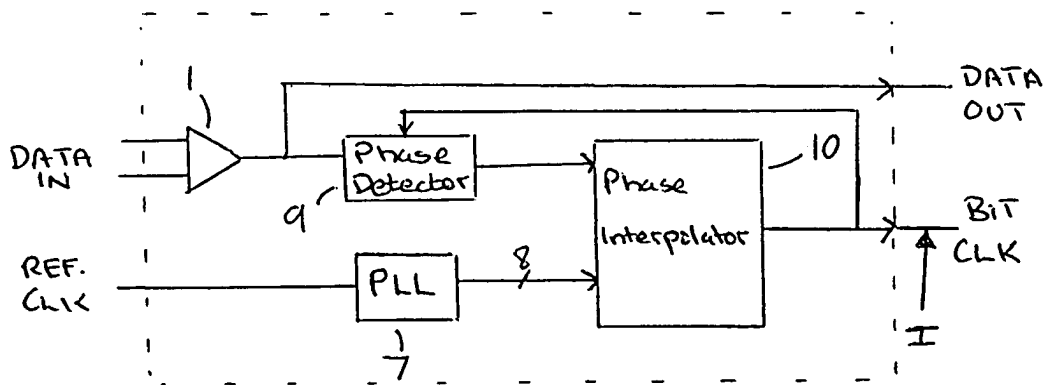 1
DATA
OUT
DATA
IN
Phase
Detector
9
10
Phase
Interpolator
BIT
CLK
REF.
CLK
PLL
8
7
I